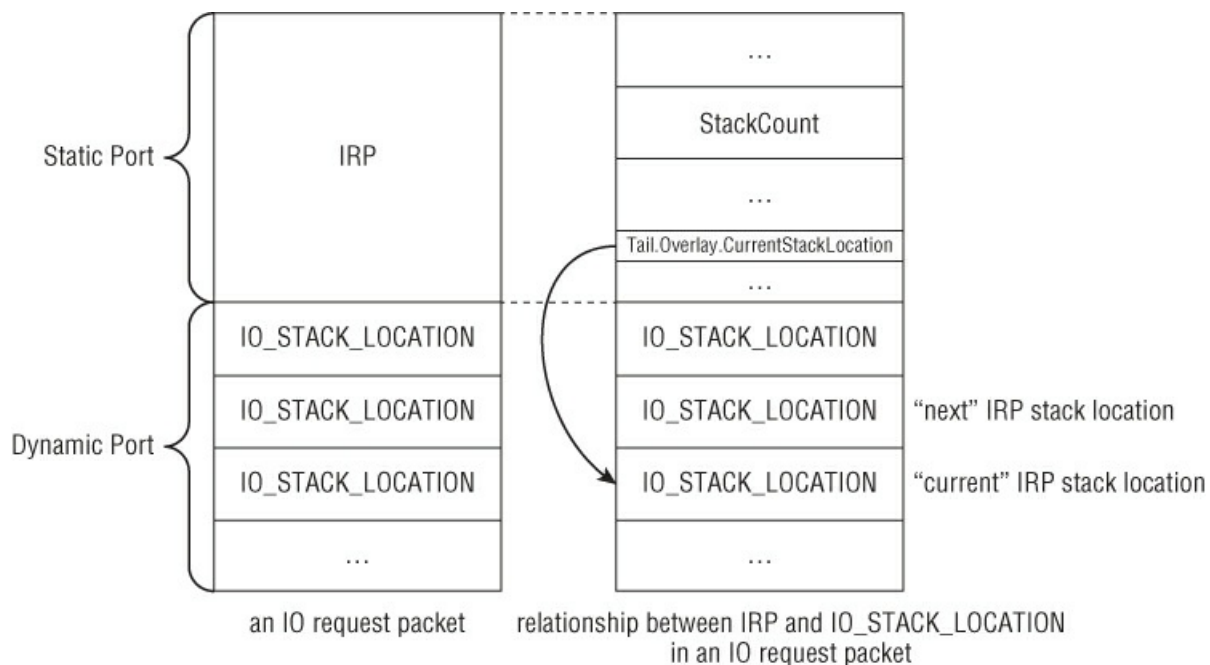 Static Port
IRP
Dynamic Port
IO_STACK_LOCATION
IO_STACK_LOCATION
IO_STACK_LOCATION
...
an IO request packet
...
StackCount
...
Tail.Overlay.CurrentStackLocation
...
IO_STACK_LOCATION
IO_STACK_LOCATION
“next” IRP stack location
IO_STACK_LOCATION
“current” IRP stack location
...
relationship between IRP and IO_STACK_LOCATION
in an IO request packet